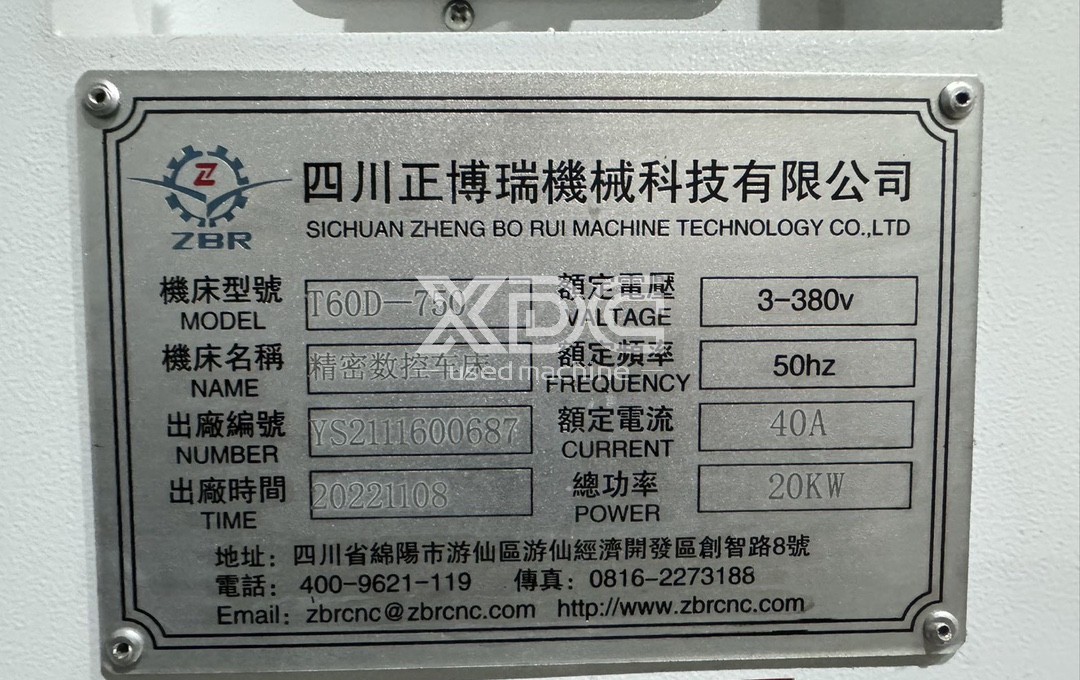 Z
ZBR
四川正博瑞機械科技有限公司
SICHUAN ZHENG BO RUI MACHINE TECHNOLOGY CO.,LTD
機床型號 T60D-750 額定電壓 3-380v
MODEL VALTAGE
機床名稱 精密数控车床 額定頻率 50hz
NAME FREQUENCY
出廠編號 YS2111600687 額定電流 40A
NUMBER CURRENT
出廠時間 20221108 總功率 20KW
TIME POWER
XDC
used machine
地址：四川省綿陽市游仙區游仙經濟開發區創智路8號
電話：400-9621-119 傳真：0816-2273188
Email：zbrcnc@zbrcnc.com http://www.zbrcnc.com